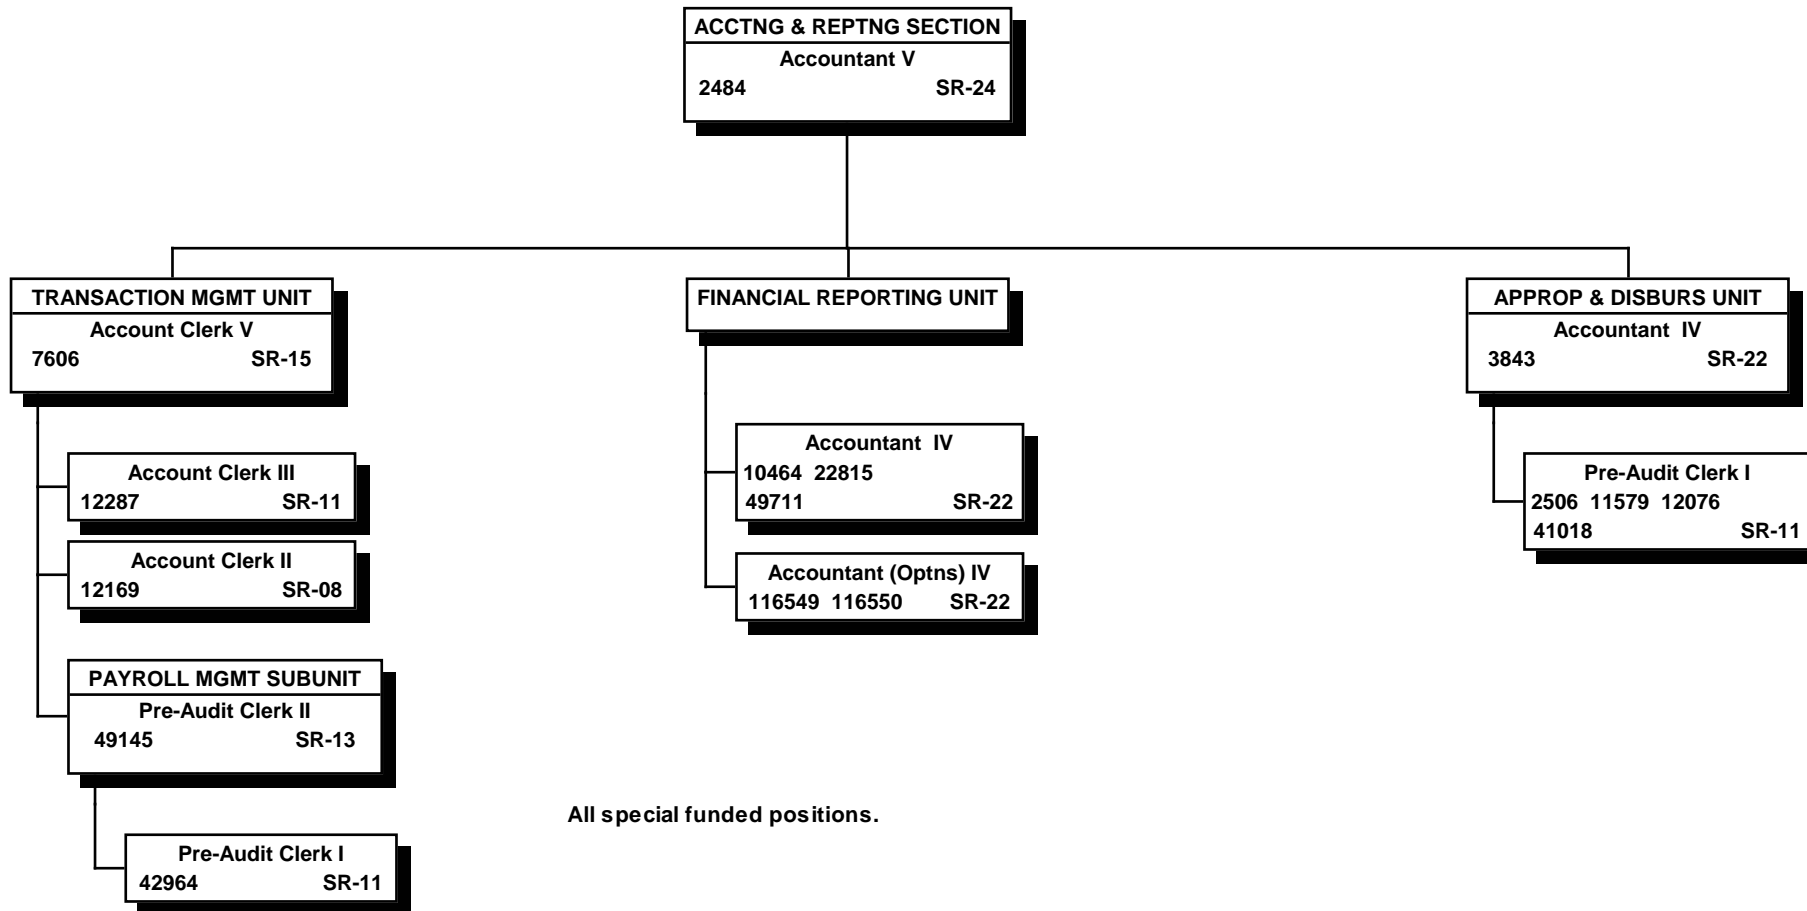 ACCTNG & REPTNG SECTION
Accountant V
2484 SR-24
TRANSACTION MGMT UNIT
Account Clerk V
7606 SR-15
Account Clerk III
12287 SR-11
Account Clerk II
12169 SR-08
PAYROLL MGMT SUBUNIT
Pre-Audit Clerk II
49145 SR-13
Pre-Audit Clerk I
42964 SR-11
FINANCIAL REPORTING UNIT
Accountant IV
10464 22815
49711 SR-22
Accountant (Optns) IV
116549 116550 SR-22
APPROP & DISBURS UNIT
Accountant IV
3843 SR-22
Pre-Audit Clerk I
2506 11579 12076
41018 SR-11
All special funded positions.